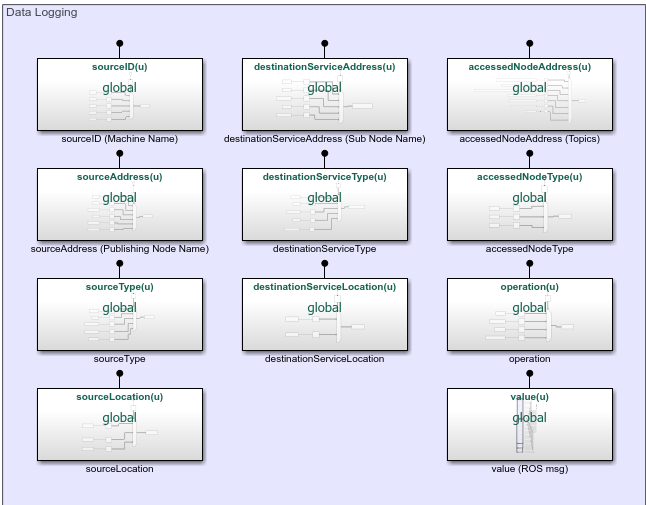 Data Logging
sourceID(u)
global
sourceID (Machine Name)
destinationServiceAddress(u)
global
destinationServiceAddress (Sub Node Name)
accessedNodeAddress(u)
global
accessedNodeAddress (Topics)
sourceAddress(u)
global
sourceAddress (Publishing Node Name)
destinationServiceType(u)
global
destinationServiceType
accessedNodeType(u)
global
accessedNodeType
sourceType(u)
global
sourceType
destinationServiceLocation(u)
global
destinationServiceLocation
operation(u)
global
operation
sourceLocation(u)
global
sourceLocation
value(u)
global
value (ROS msg)